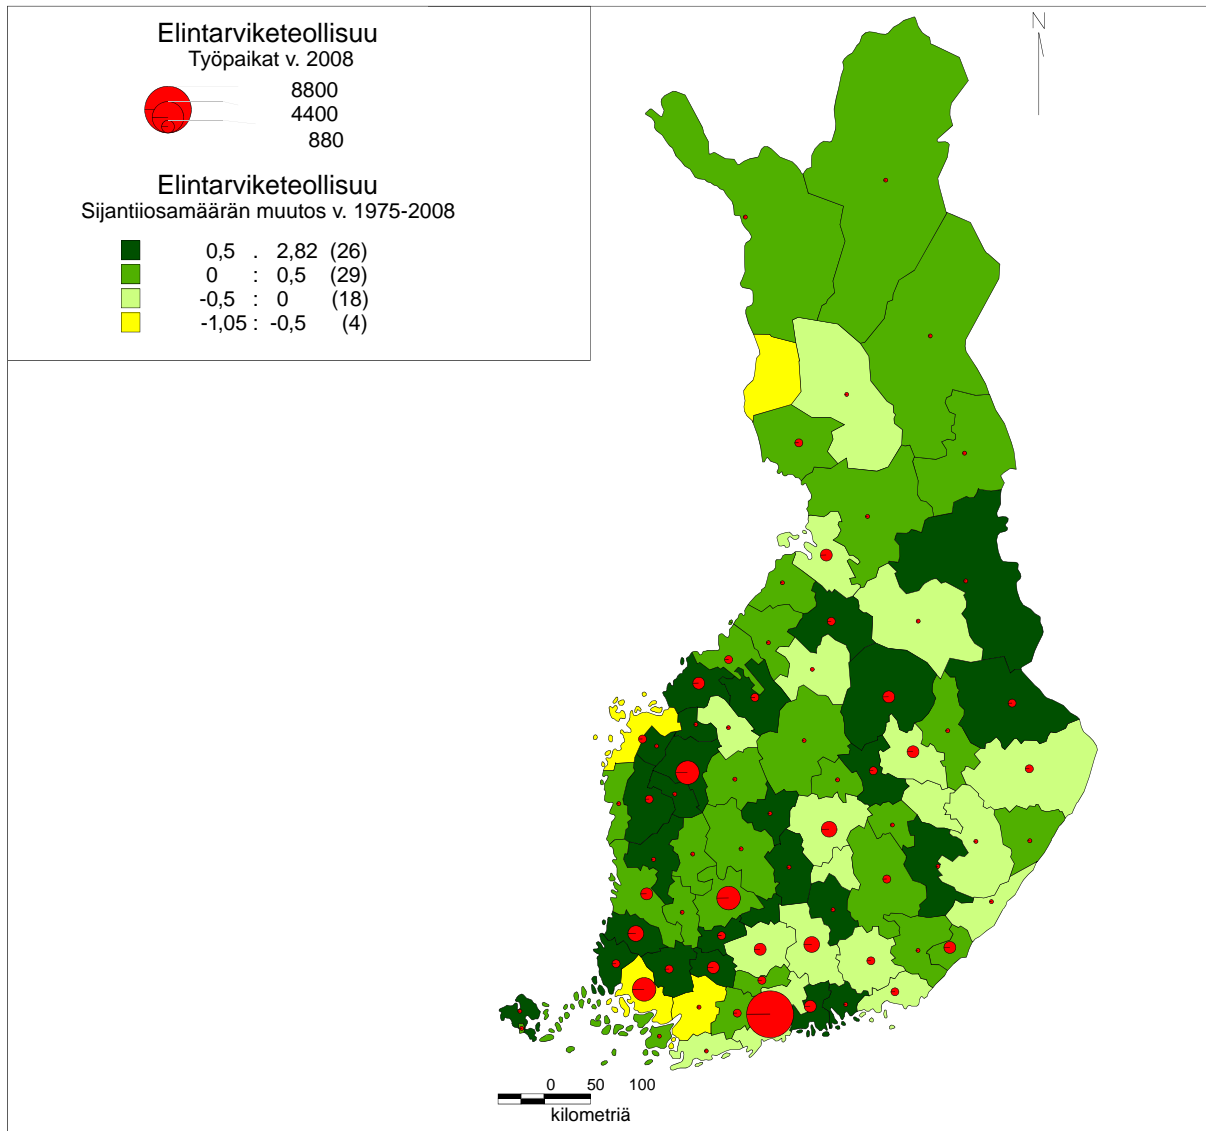 Elintarviketeollisuu
Työpaikat v. 2008
8800
4400
880
Elintarviketeollisuu
Sijantiiosamäärän muutos v. 1975-2008
0,5 . 2,82 (26)
0 : 0,5 (29)
-0,5 : 0 (18)
-1,05 : -0,5 (4)
N
0 50 100
kilometriä